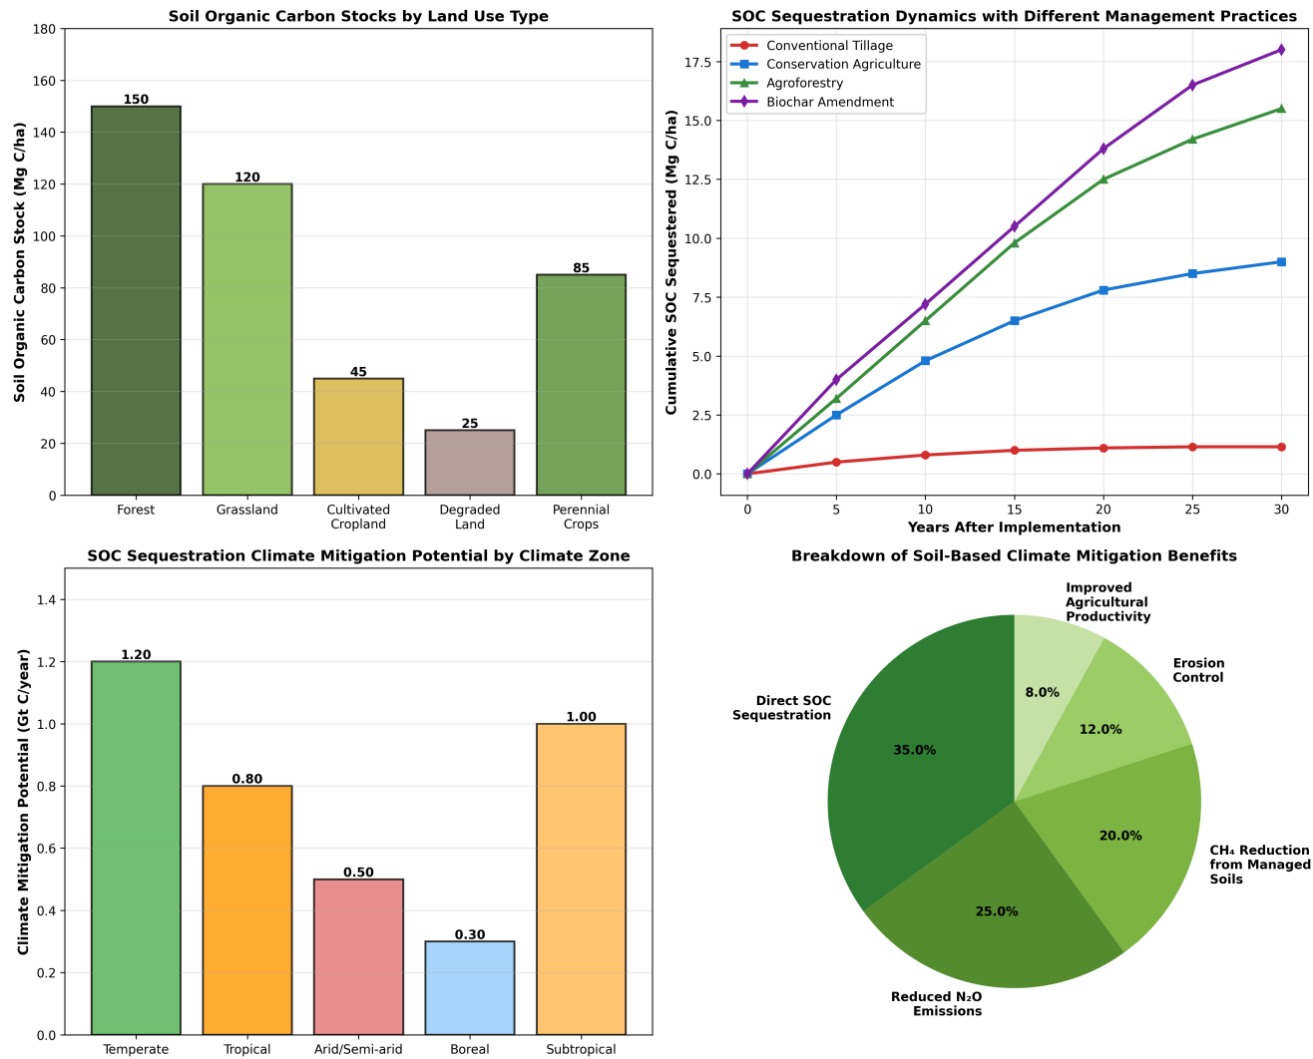 Soil Organic Carbon Stocks by Land Use Type
Soil Organic Carbon Stock (Mg C/ha)
180
160
140
120
100
80
60
40
20
0
150
120
45
25
85
Forest
Grassland
Cultivated
Cropland
Degraded
Land
Perennial
Crops
SOC Sequestration Dynamics with Different Management Practices
Conventional Tillage
Conservation Agriculture
Agroforestry
Biochar Amendment
Cumulative SOC Sequestered (Mg C/ha)
17.5
15.0
12.5
10.0
7.5
5.0
2.5
0.0
0
5
10
15
20
25
30
Years After Implementation
SOC Sequestration Climate Mitigation Potential by Climate Zone
Climate Mitigation Potential (Gt C/year)
1.4
1.2
1.0
0.8
0.6
0.4
0.2
0.0
1.20
0.80
0.50
0.30
1.00
Temperate
Tropical
Arid/Semi-arid
Boreal
Subtropical
Breakdown of Soil-Based Climate Mitigation Benefits
Improved
Agricultural
Productivity
8.0%
Erosion
Control
12.0%
Direct SOC
Sequestration
35.0%
CH₄ Reduction
from Managed
Soils
20.0%
Reduced N₂O
Emissions
25.0%